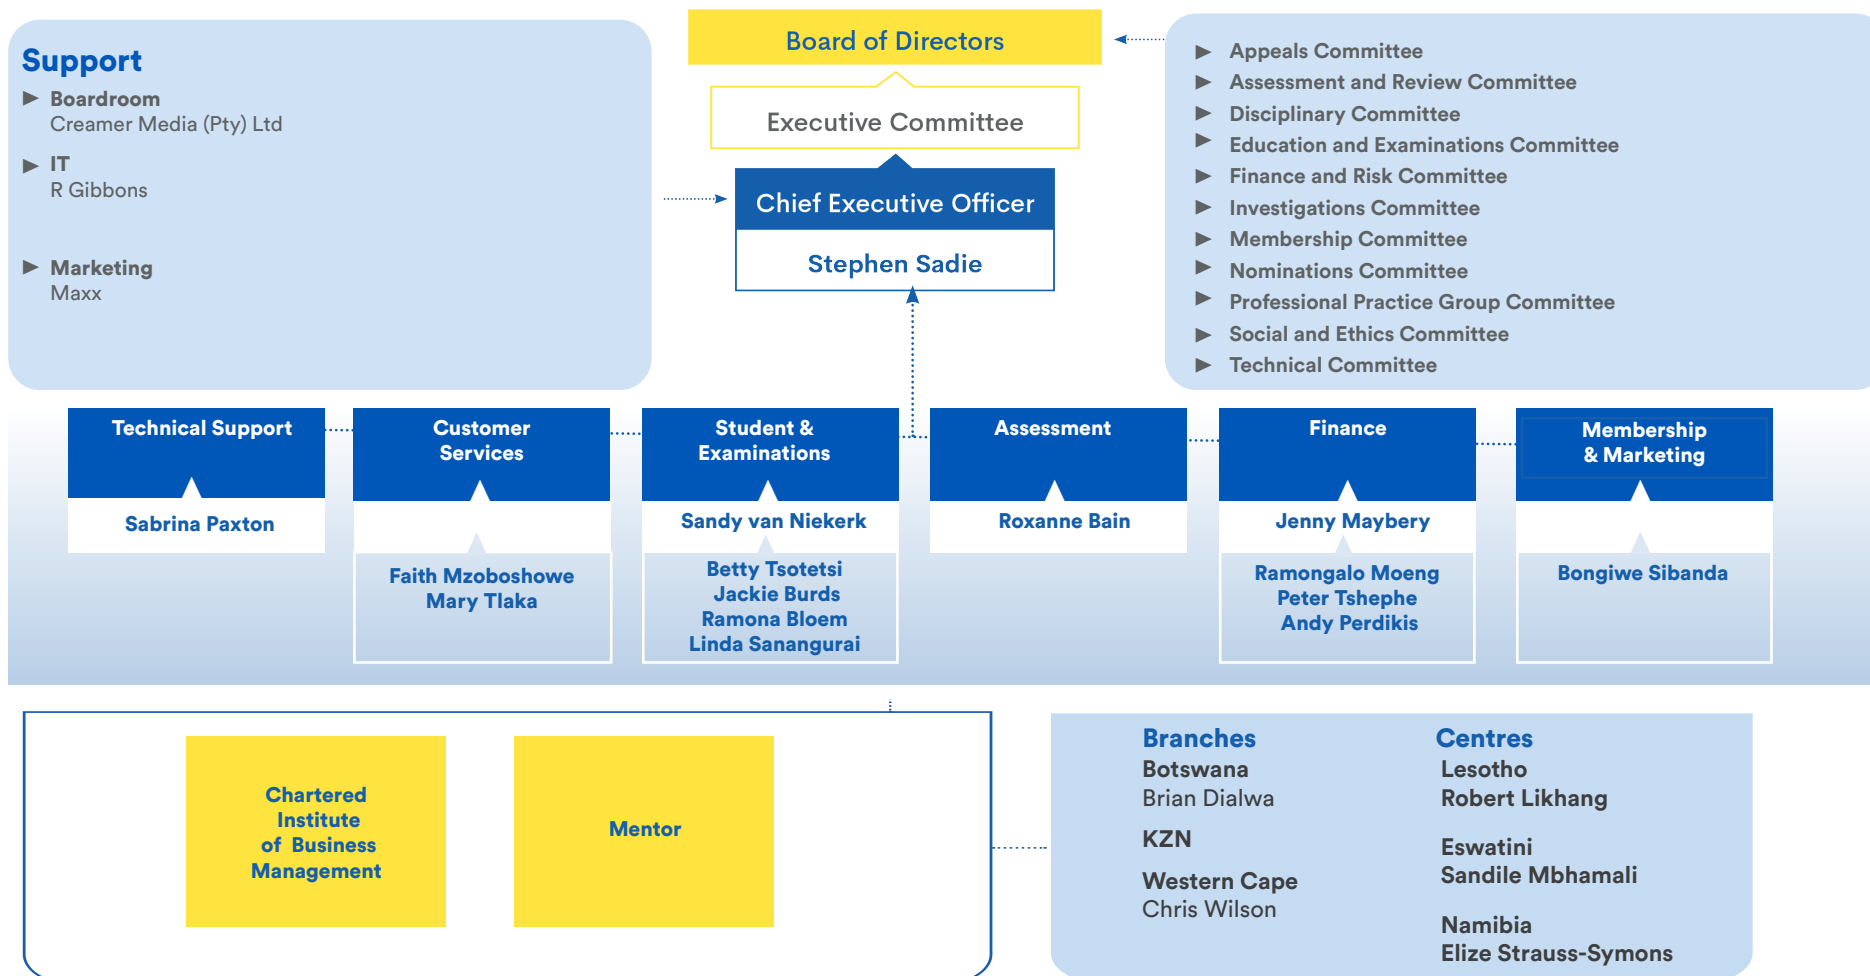 Support
Boardroom
Creamer Media (Pty) Ltd
IT
R Gibbons
Marketing
Maxx
Board of Directors
Executive Committee
Chief Executive Officer
Stephen Sadie
Appeals Committee
Assessment and Review Committee
Disciplinary Committee
Education and Examinations Committee
Finance and Risk Committee
Investigations Committee
Membership Committee
Nominations Committee
Professional Practice Group Committee
Social and Ethics Committee
Technical Committee
Technical Support
Sabrina Paxton
Customer
Services
Faith Mzoboshowe
Mary Tlaka
Student &
Examinations
Sandy van Niekerk
Betty Tsotetsi
Jackie Burds
Ramona Bloem
Linda Sanangurai
Assessment
Roxanne Bain
Finance
Jenny Maybery
Ramongalo Moeng
Peter Tshephe
Andy Perdikis
Membership
& Marketing
Bongiwe Sibanda
Chartered
Institute
of Business
Management
Mentor
Branches
Botswana
Brian Dialwa
KZN
Western Cape
Chris Wilson
Centres
Lesotho
Robert Likhang
Eswatini
Sandile Mbhamali
Namibia
Elize Strauss-Symons